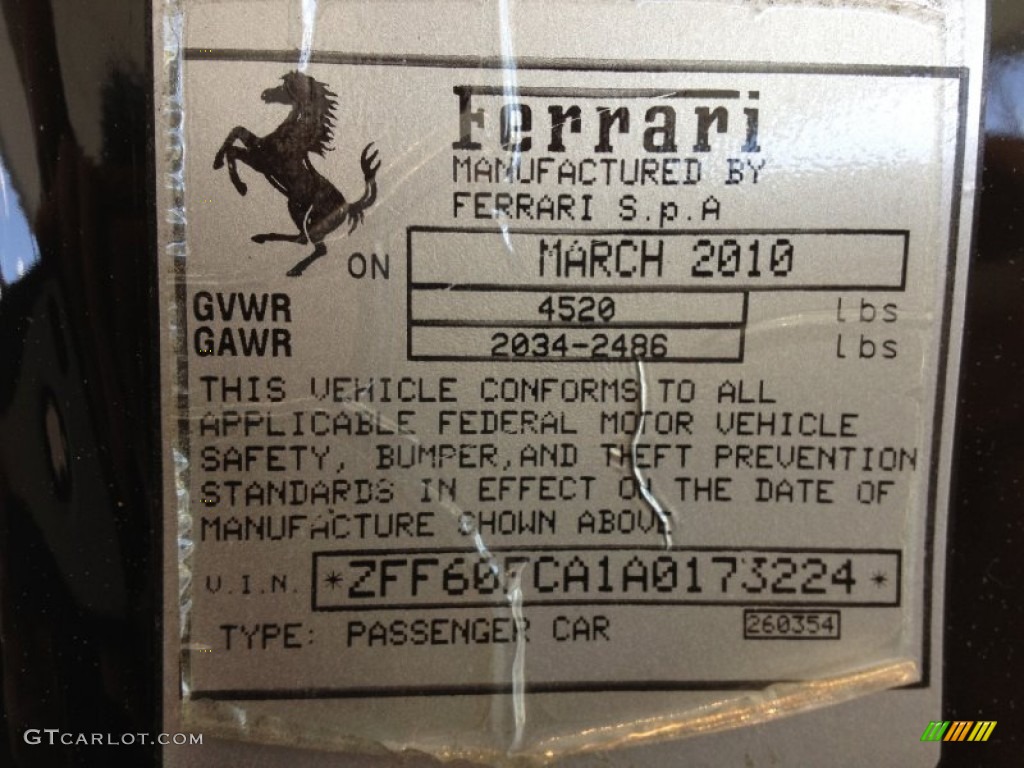 Ferrari
MANUFACTURED BY
FERRARI S.p.A
ON MARCH 2010
GVWR 4520 lbs
GAWR 2034-2486 lbs
THIS VEHICLE CONFORMS TO ALL
APPLICABLE FEDERAL MOTOR VEHICLE
SAFETY, BUMPER,AND THEFT PREVENTION
STANDARDS IN EFFECT ON THE DATE OF
MANUFACTURE SHOWN ABOVE
V.I.N. *ZFF60FCA1A0173224*
TYPE: PASSENGER CAR 260354
GTCARLOT.COM